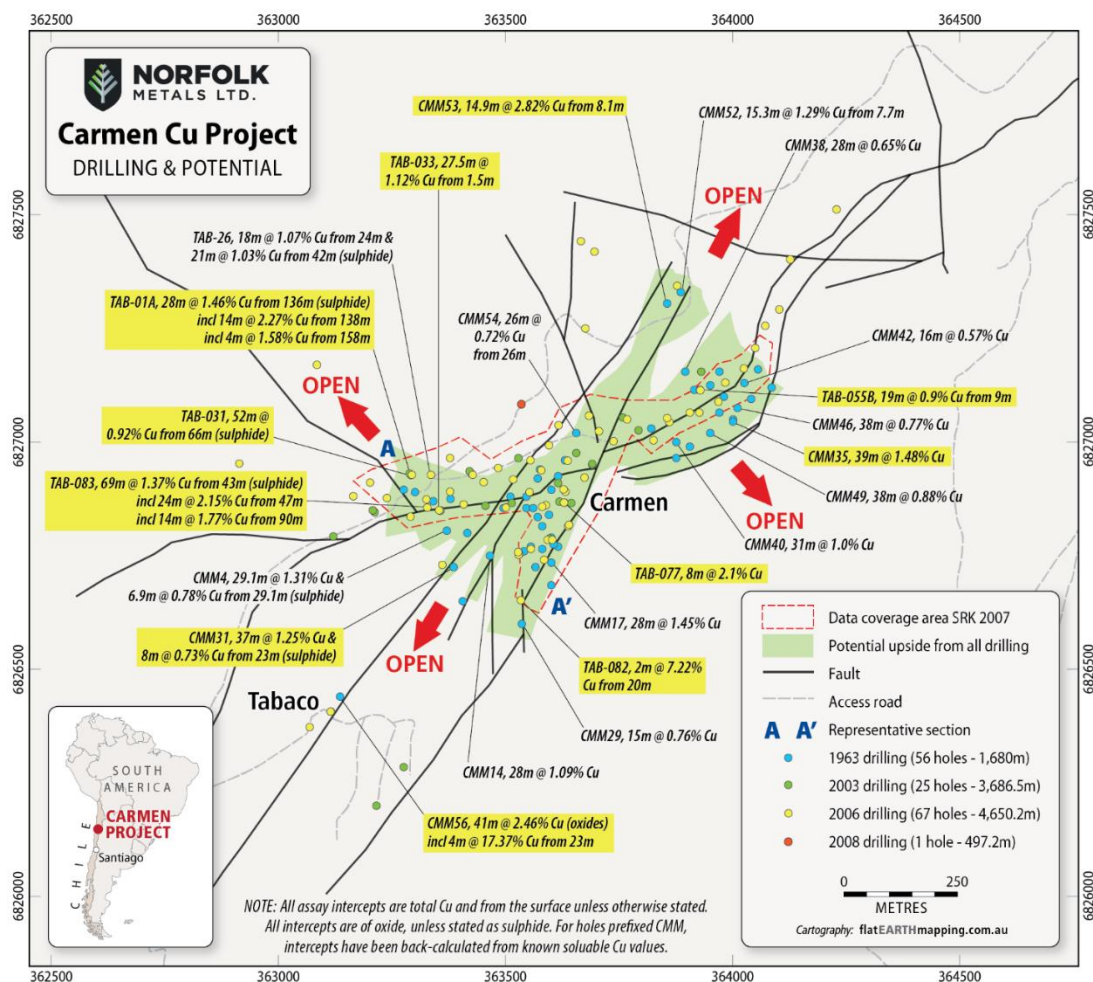 362500
363000
363500
364000
364500
NORFOLK
METALS LTD.
Carmen Cu Project
DRILLING & POTENTIAL
CMM53, 14.9m @ 2.82% Cu from 8.1m
CMM52, 15.3m @ 1.29% Cu from 7.7m
CMM38, 28m @ 0.65% Cu
TAB-033, 27.5m @
1.12% Cu from 1.5m
OPEN
6827500
6827500
TAB-26, 18m @ 1.07% Cu from 24m &
21m @ 1.03% Cu from 42m (sulphide)
TAB-01A, 28m @ 1.46% Cu from 136m (sulphide)
incl 14m @ 2.27% Cu from 138m
incl 4m @ 1.58% Cu from 158m
CMM54, 26m @
0.72% Cu
from 26m
CMM42, 16m @ 0.57% Cu
OPEN
TAB-055B, 19m @ 0.9% Cu from 9m
TAB-031, 52m @
0.92% Cu from 66m (sulphide)
A
CMM46, 38m @ 0.77% Cu
6827000
6827000
CMM35, 39m @ 1.48% Cu
TAB-083, 69m @ 1.37% Cu from 43m (sulphide)
incl 24m @ 2.15% Cu from 47m
incl 14m @ 1.77% Cu from 90m
CMM49, 38m @ 0.88% Cu
Carmen
OPEN
CMM40, 31m @ 1.0% Cu
CMM4, 29.1m @ 1.31% Cu &
6.9m @ 0.78% Cu from 29.1m (sulphide)
TAB-077, 8m @ 2.1% Cu
A'
CMM17, 28m @ 1.45% Cu
CMM31, 37m @ 1.25% Cu &
8m @ 0.73% Cu from 23m (sulphide)
OPEN
TAB-082, 2m @ 7.22%
Cu from 20m
6826500
6826500
Tabaco
CMM29, 15m @ 0.76% Cu
CMM14, 28m @ 1.09% Cu
CMM56, 41m @ 2.46% Cu (oxides)
incl 4m @ 17.37% Cu from 23m
SOUTH
AMERICA
CARMEN
PROJECT
Santiago
CHILE
Data coverage area SRK 2007
Potential upside from all drilling
Fault
Access road
A A' Representative section
1963 drilling (56 holes - 1,680m)
2003 drilling (25 holes - 3,686.5m)
2006 drilling (67 holes - 4,650.2m)
2008 drilling (1 hole - 497.2m)
0 250
METRES
Cartography: flatEARTHmapping.com.au
6826000
6826000
NOTE: All assay intercepts are total Cu and from the surface unless otherwise stated.
All intercepts are of oxide, unless stated as sulphide. For holes prefixed CMM,
intercepts have been back-calculated from known soluable Cu values.
362500
363000
363500
364000
364500